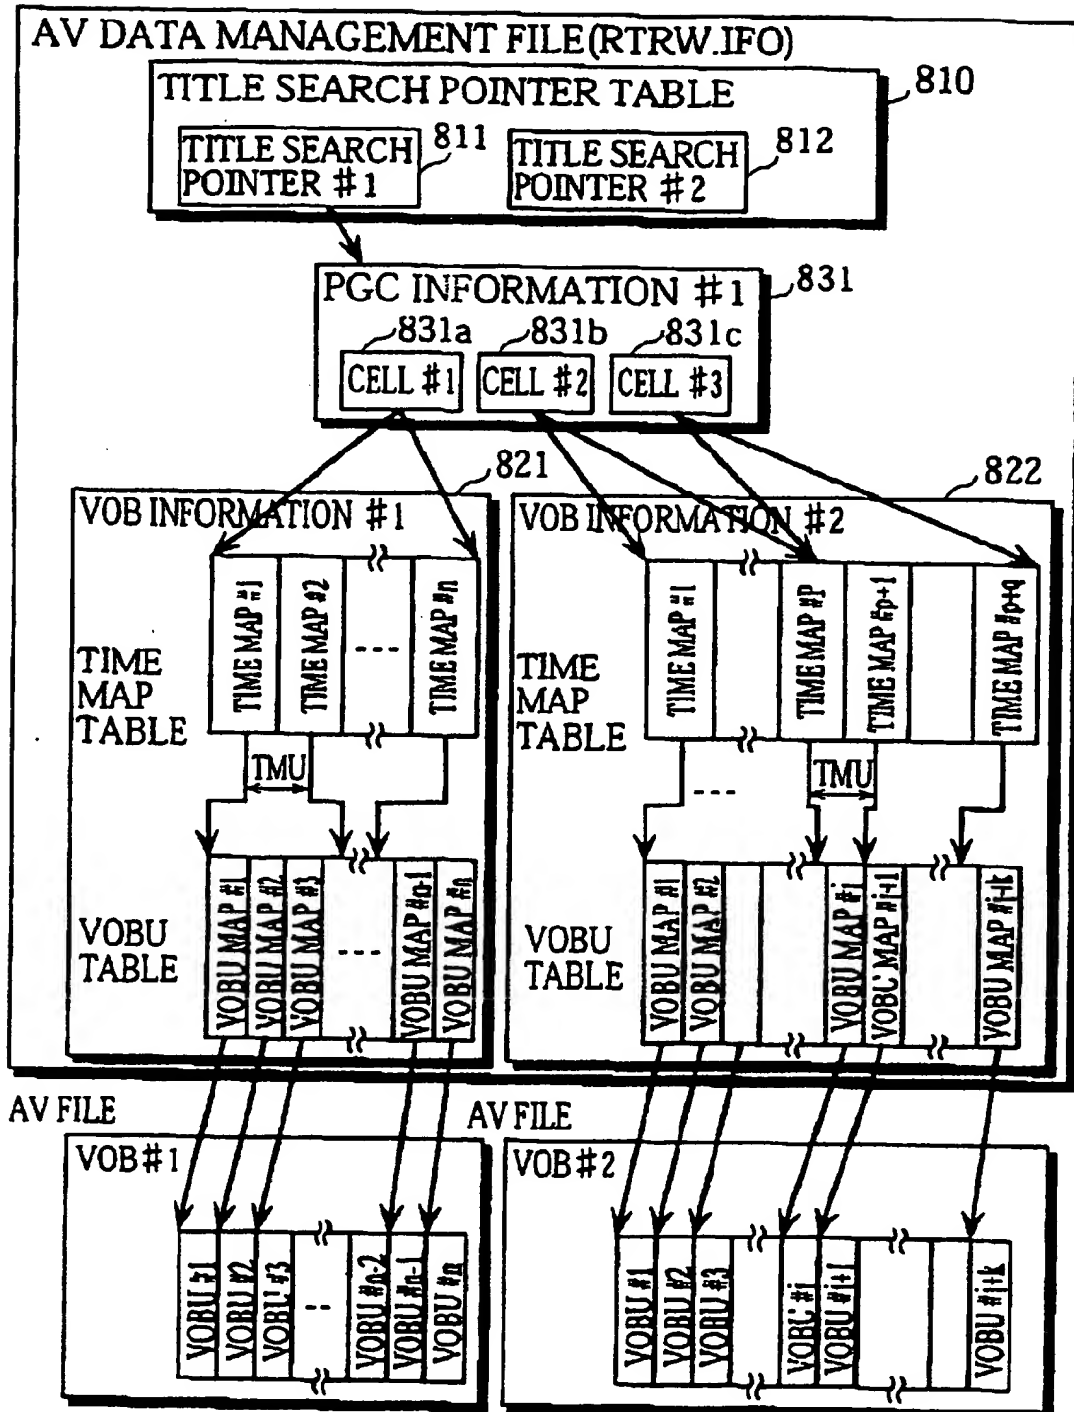 AV DATA MANAGEMENT FILE(RTRW.IFO)
TITLE SEARCH POINTER TABLE
810
TITLE SEARCH
POINTER #1
811
TITLE SEARCH
POINTER #2
812
PGC INFORMATION #1
831
831a
831b
831c
CELL #1
CELL #2
CELL #3
821
VOB INFORMATION #1
TIME
MAP
TABLE
TIME MAP #1
TIME MAP #2
TIME MAP #n
TMU
VOBU
TABLE
VOBU MAP #1
VOBU MAP #2
VOBU MAP #3
VOBU MAP #n-1
VOBU MAP #n
822
VOB INFORMATION #2
TIME
MAP
TABLE
TIME MAP #1
TIME MAP #P
TIME MAP #p+1
TIME MAP #p+q
TMU
VOBU
TABLE
VOBU MAP #1
VOBU MAP #2
VOBU MAP #i
VOBU MAP #i+1
VOBU MAP #j+k
AV FILE
VOB#1
VOBU #1
VOBU #2
VOBU #3
VOBU #n-2
VOBU #n-1
VOBU #n
AV FILE
VOB#2
VOBU #1
VOBU #2
VOBU #3
VOBU #i
VOBU #i+1
VOBU #j+k